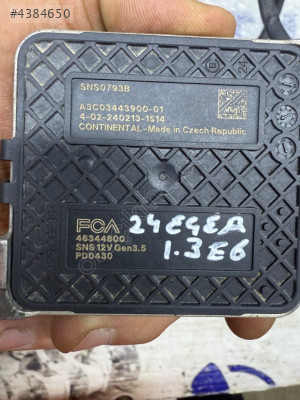 #4384650
SNS0793B
A3C03443900-01
4-02-240213-1514
CONTINENTAL-Made in Czech Republic
24
FCA
46344800
SNS 12V Gen3.5
PD0430
24 EGEA
1.3 E6